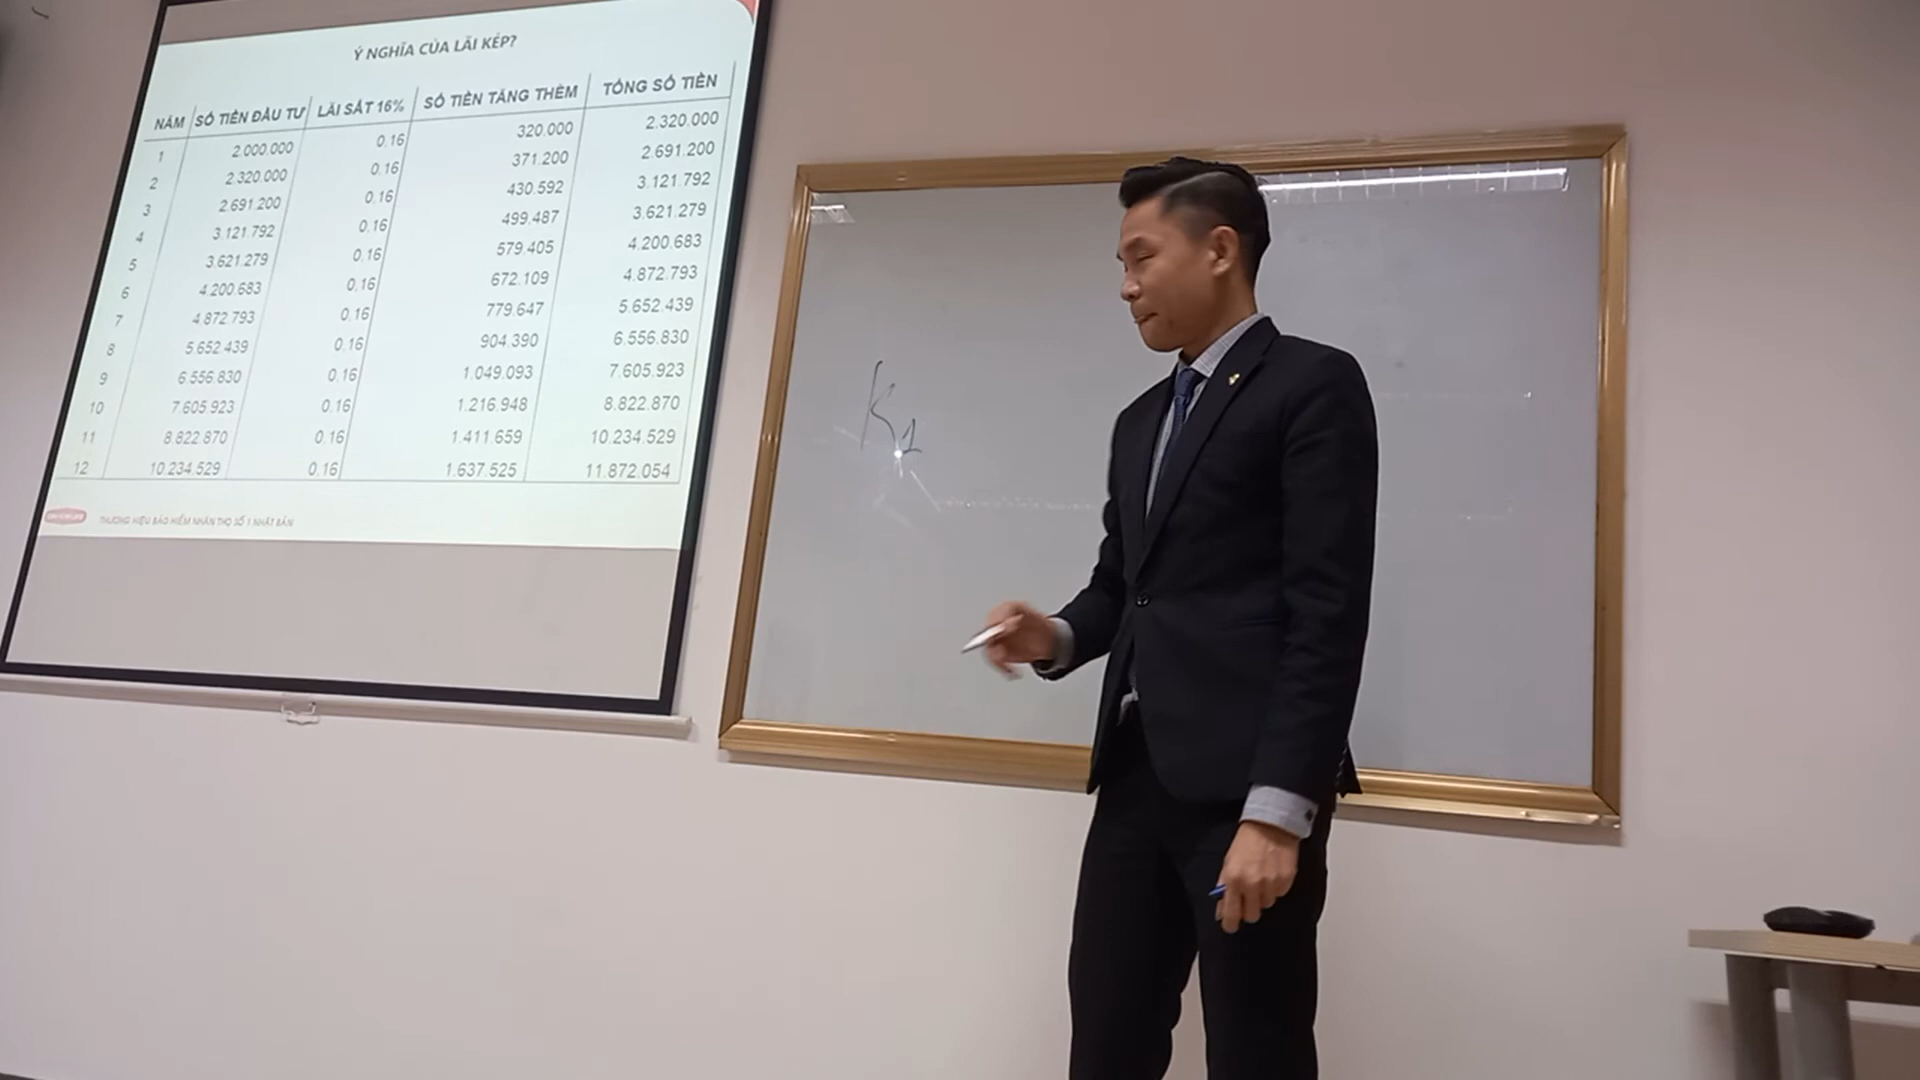 Ý NGHĨA CỦA LÃI KÉP?
NĂM SỐ TIỀN ĐẦU TƯ LÃI SẤT 16% SỐ TIỀN TĂNG THÊM TỔNG SỐ TIỀN
1 2.000.000 0,16 320.000 2.320.000
2 2.320.000 0,16 371.200 2.691.200
3 2.691.200 0,16 430.592 3.121.792
4 3.121.792 0,16 499.487 3.621.279
5 3.621.279 0,16 579.405 4.200.683
6 4.200.683 0,16 672.109 4.872.793
7 4.872.793 0,16 779.647 5.652.439
8 5.652.439 0,16 904.390 6.556.830
9 6.556.830 0,16 1.049.093 7.605.923
10 7.605.923 0,16 1.216.948 8.822.870
11 8.822.870 0,16 1.411.659 10.234.529
12 10.234.529 0,16 1.637.525 11.872.054
THƯƠNG HIỆU BẢO HIỂM NHÂN THỌ SỐ 1 NHẬT BẢN